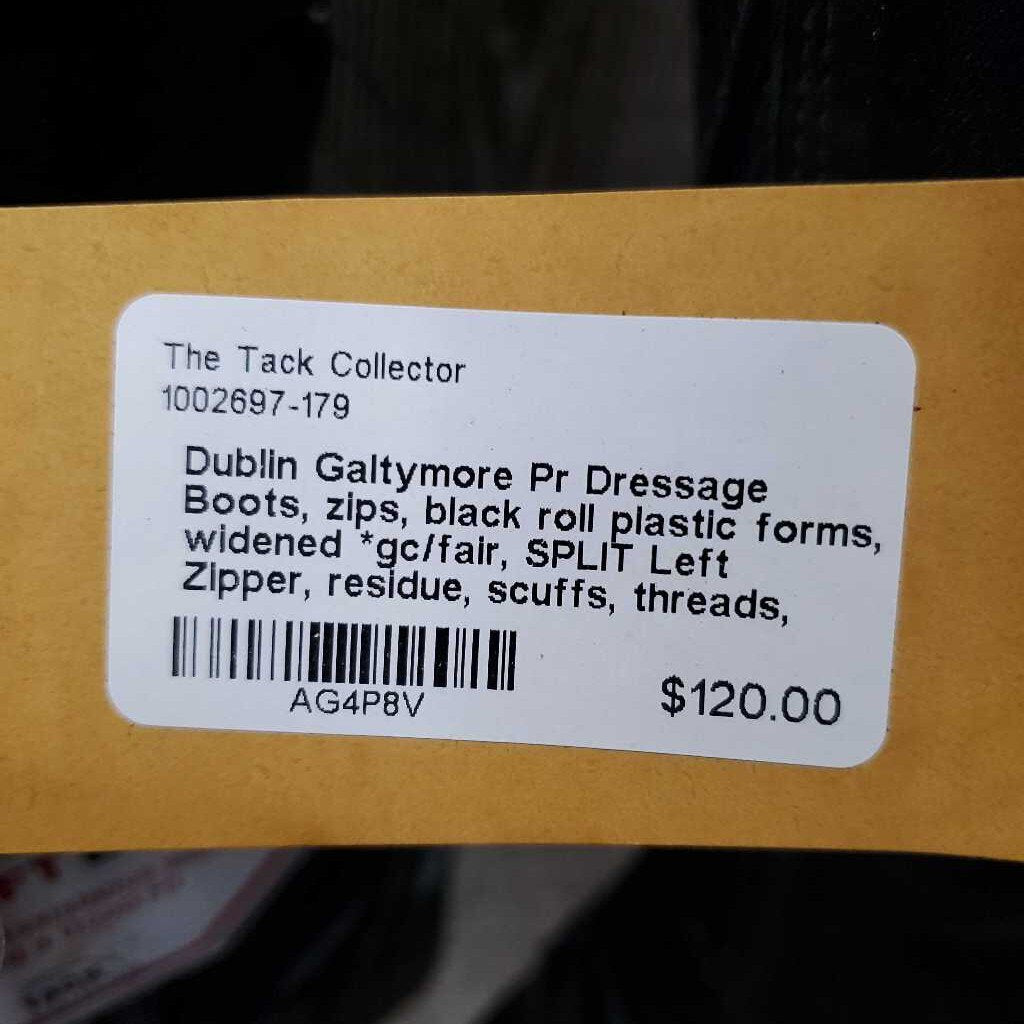 The Tack Collector
1002697-179
Dublin Galtymore Pr Dressage
Boots, zips, black roll plastic forms,
widened *gc/fair, SPLIT Left
Zipper, residue, scuffs, threads,
AG4P8V
$120.00